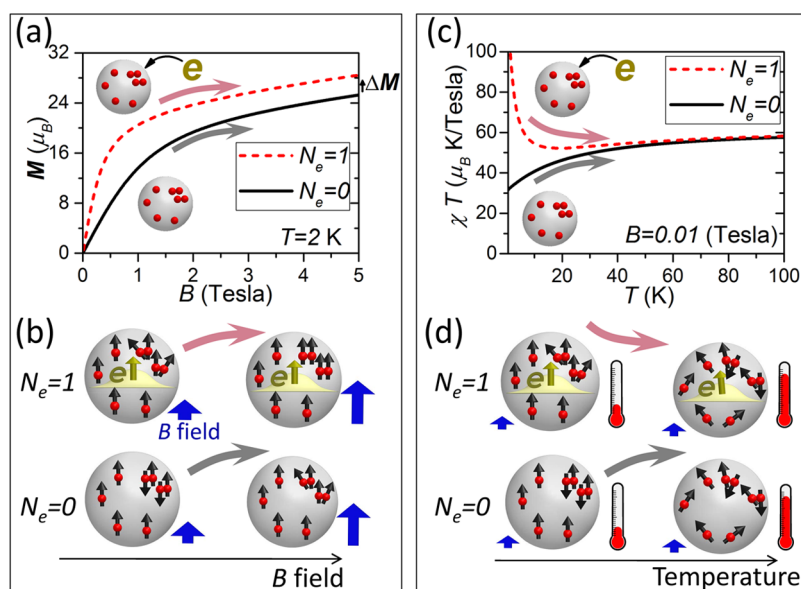 (a)
32
24
16
8
0
M (μB)
e
ΔM
Ne=1
Ne=0
T=2 K
0 1 2 3 4 5
B (Tesla)
(b)
Ne=1
e
e
B field
Ne=0
B field
(c)
100
80
60
40
20
0
χ T (μB K/Tesla)
e
Ne=1
Ne=0
B=0.01 (Tesla)
20 40 60 80 100
T (K)
(d)
Ne=1
e
e
Ne=0
Temperature